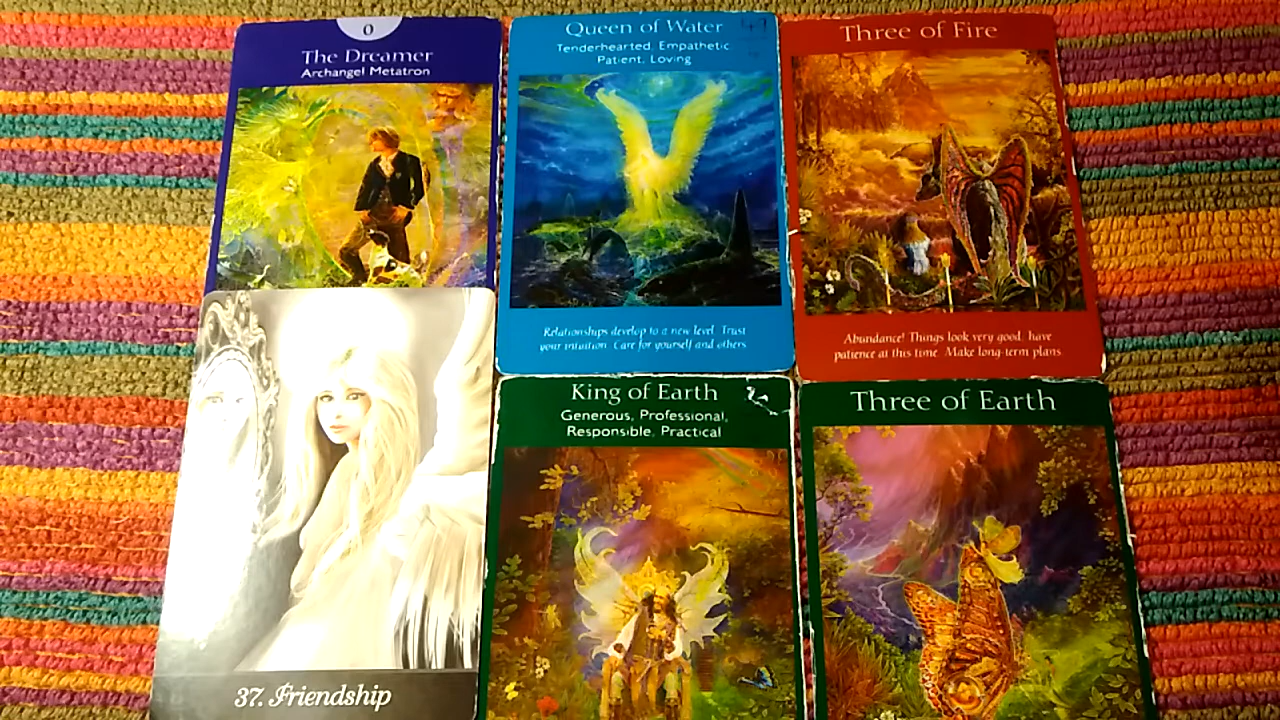 0
The Dreamer
Archangel Metatron
Queen of Water
Tenderhearted, Empathetic
Patient, Loving
Relationships develop to a new level. Trust
your intuition. Care for yourself and others.
Three of Fire
Abundance! Things look very good, have
patience at this time. Make long-term plans.
37. Friendship
King of Earth
Generous, Professional,
Responsible, Practical
Three of Earth